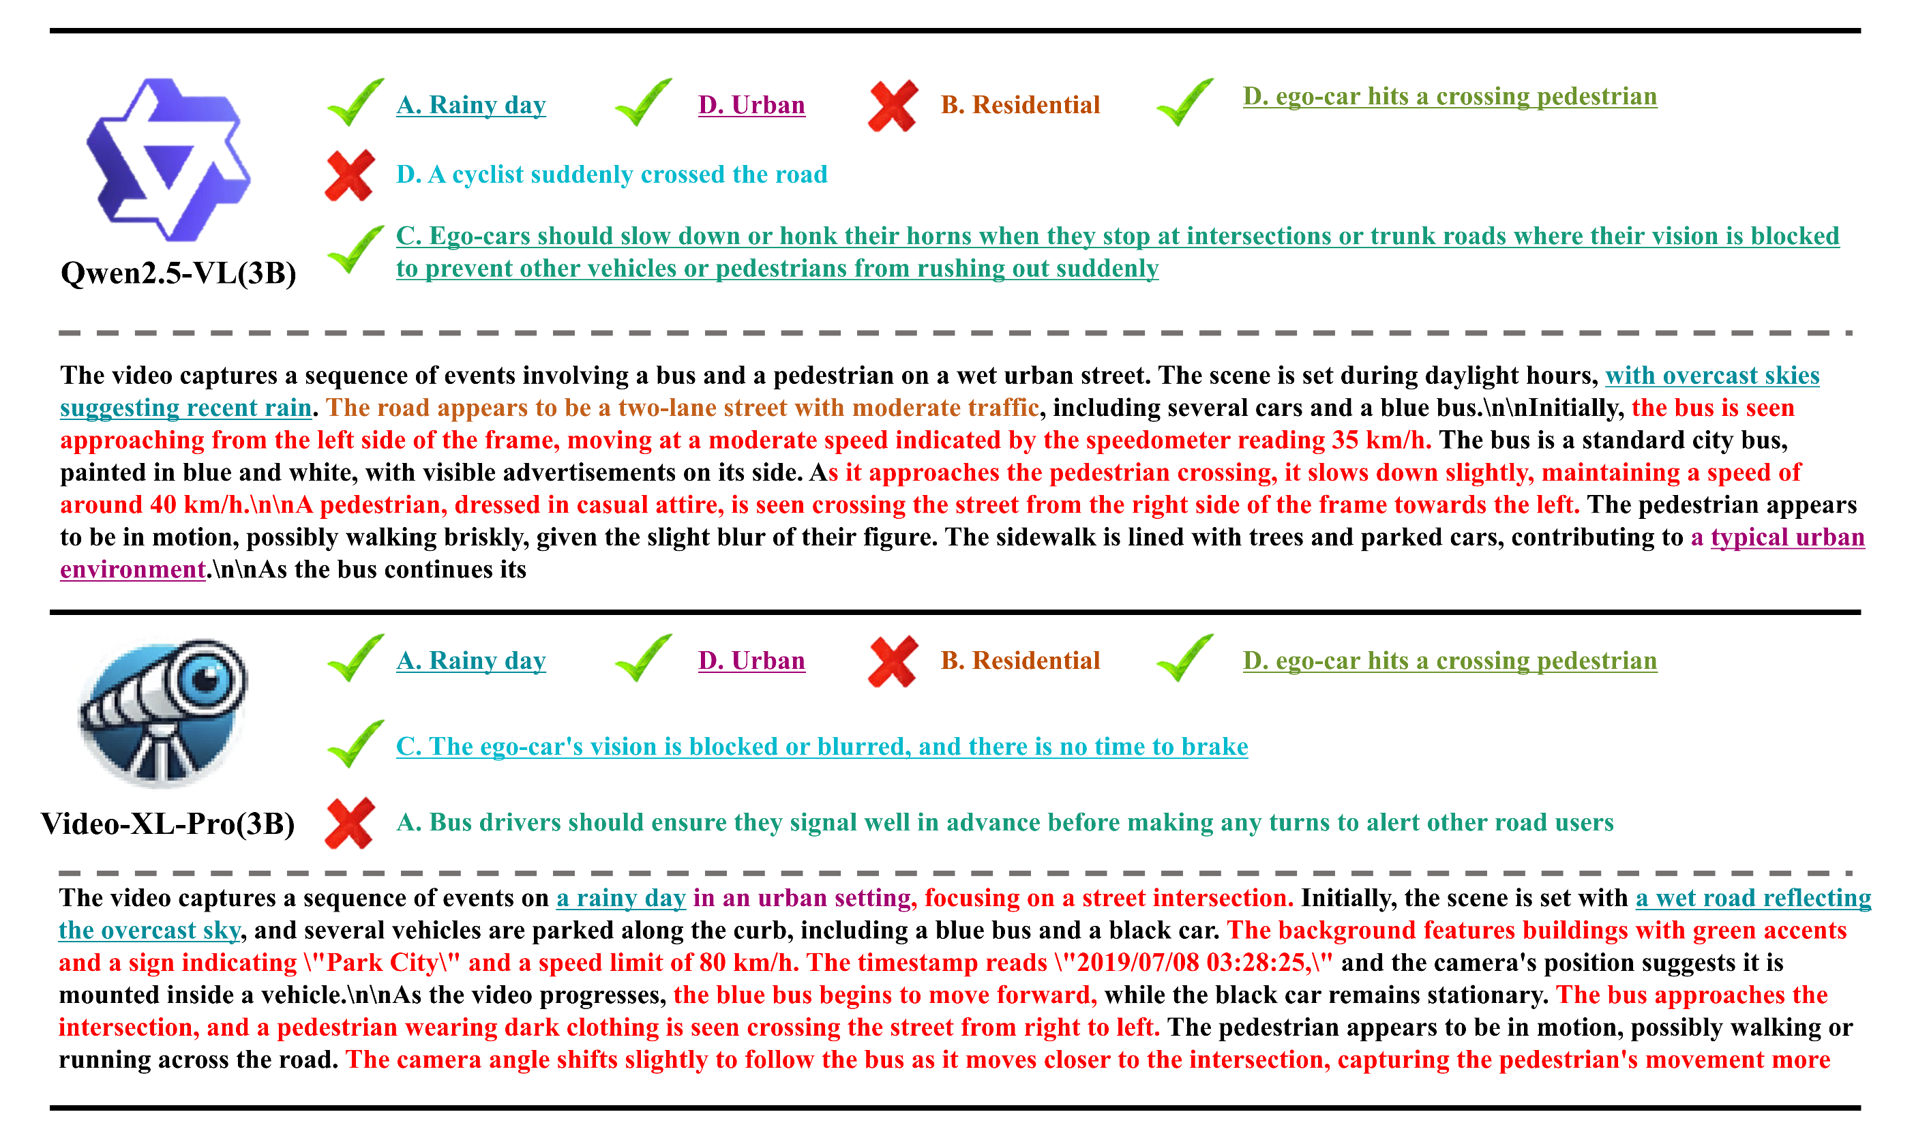 A. Rainy day D. Urban B. Residential D. ego-car hits a crossing pedestrian
D. A cyclist suddenly crossed the road
C. Ego-cars should slow down or honk their horns when they stop at intersections or trunk roads where their vision is blocked
to prevent other vehicles or pedestrians from rushing out suddenly
Qwen2.5-VL(3B)
The video captures a sequence of events involving a bus and a pedestrian on a wet urban street. The scene is set during daylight hours, with overcast skies
suggesting recent rain. The road appears to be a two-lane street with moderate traffic, including several cars and a blue bus.\n\nInitially, the bus is seen
approaching from the left side of the frame, moving at a moderate speed indicated by the speedometer reading 35 km/h. The bus is a standard city bus,
painted in blue and white, with visible advertisements on its side. As it approaches the pedestrian crossing, it slows down slightly, maintaining a speed of
around 40 km/h.\n\nA pedestrian, dressed in casual attire, is seen crossing the street from the right side of the frame towards the left. The pedestrian appears
to be in motion, possibly walking briskly, given the slight blur of their figure. The sidewalk is lined with trees and parked cars, contributing to a typical urban
environment.\n\nAs the bus continues its
A. Rainy day D. Urban B. Residential D. ego-car hits a crossing pedestrian
C. The ego-car's vision is blocked or blurred, and there is no time to brake
Video-XL-Pro(3B)
A. Bus drivers should ensure they signal well in advance before making any turns to alert other road users
The video captures a sequence of events on a rainy day in an urban setting, focusing on a street intersection. Initially, the scene is set with a wet road reflecting
the overcast sky, and several vehicles are parked along the curb, including a blue bus and a black car. The background features buildings with green accents
and a sign indicating \"Park City\" and a speed limit of 80 km/h. The timestamp reads \"2019/07/08 03:28:25,\" and the camera's position suggests it is
mounted inside a vehicle.\n\nAs the video progresses, the blue bus begins to move forward, while the black car remains stationary. The bus approaches the
intersection, and a pedestrian wearing dark clothing is seen crossing the street from right to left. The pedestrian appears to be in motion, possibly walking or
running across the road. The camera angle shifts slightly to follow the bus as it moves closer to the intersection, capturing the pedestrian's movement more